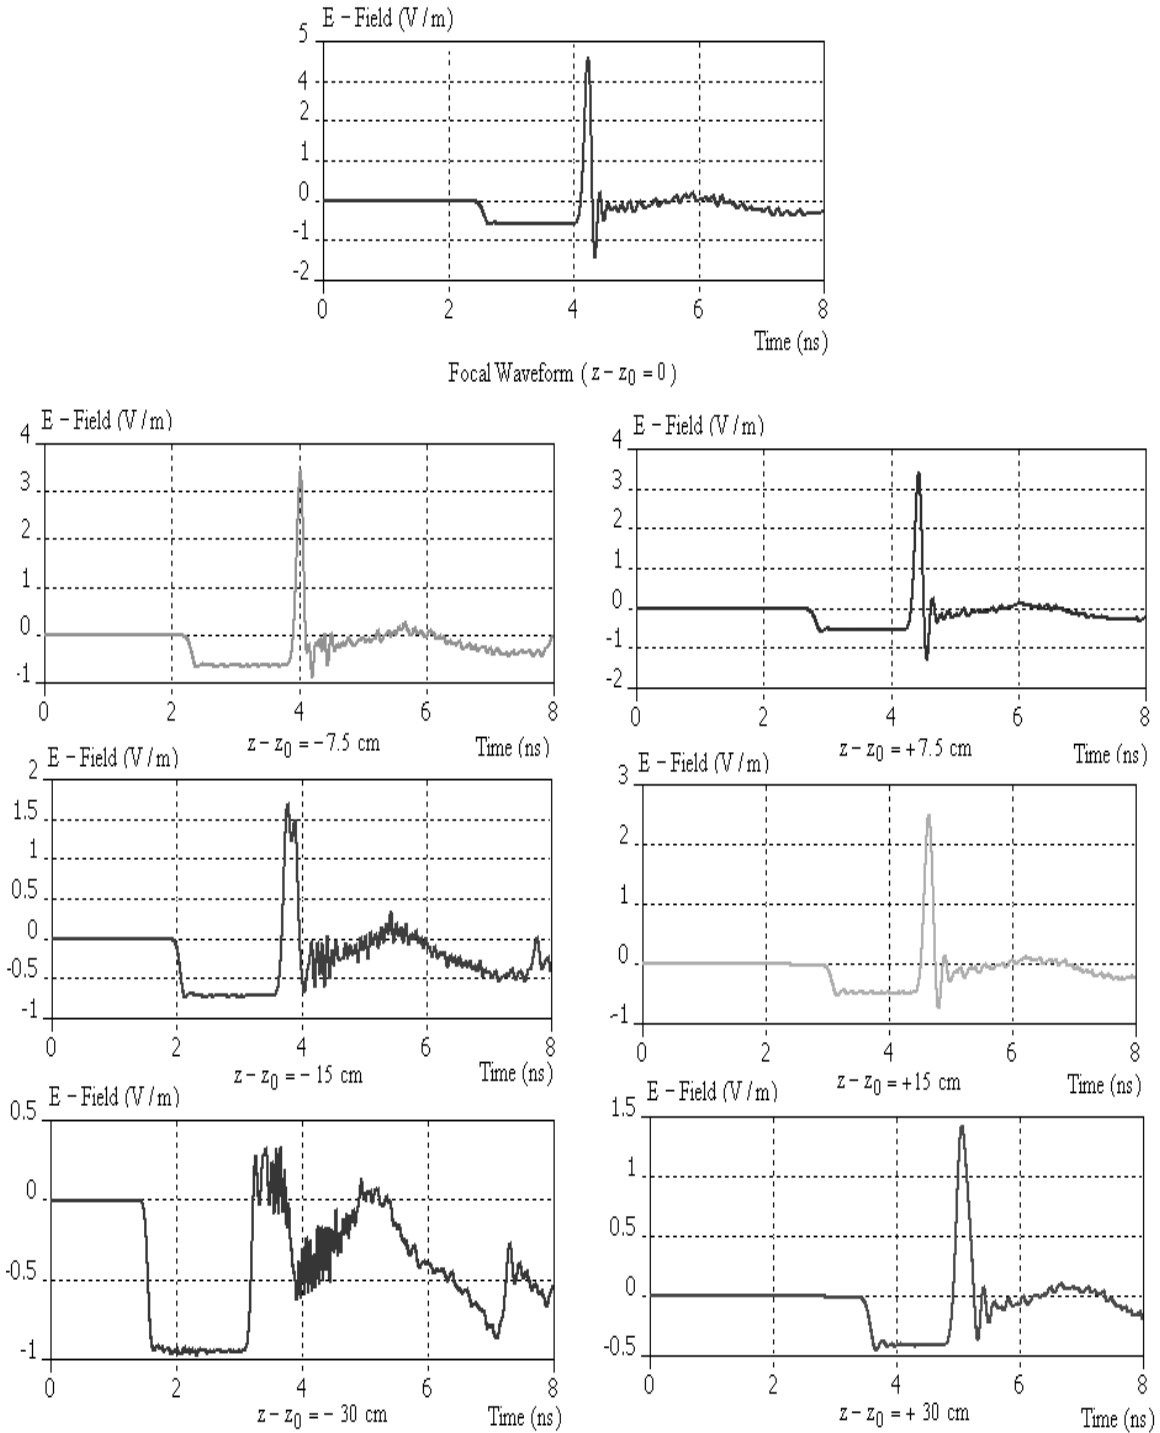 E – Field (V / m)
5
4
2
1
0
-1
-2
0 2 4 6 8
Time (ns)
Focal Waveform ( z – z0 = 0 )
E – Field (V / m)
4
3
2
1
0
-1
0 2 4 6 8
z – z0 = – 7.5 cm Time (ns)
E – Field (V / m)
4
3
2
1
0
-1
-2
0 2 4 6 8
z – z0 = +7.5 cm Time (ns)
E – Field (V / m)
2
1.5
1
0.5
0
-0.5
-1
0 2 4 6 8
z – z0 = – 15 cm Time (ns)
E – Field (V / m)
3
2
1
0
-1
0 2 4 6 8
z – z0 = +15 cm Time (ns)
E – Field (V / m)
0.5
0
-0.5
-1
0 2 4 6 8
z – z0 = – 30 cm Time (ns)
E – Field (V / m)
1.5
1
0.5
0
-0.5
0 2 4 6 8
z – z0 = + 30 cm Time (ns)